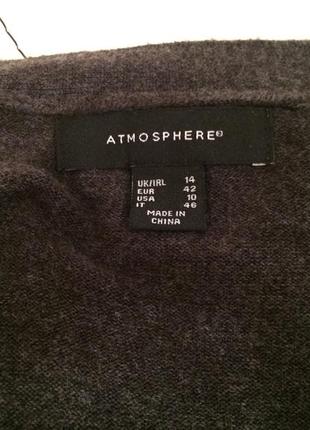 ATMOSPHERE
UK/IRL 14
EUR 42
USA 10
IT 46
MADE IN
CHINA